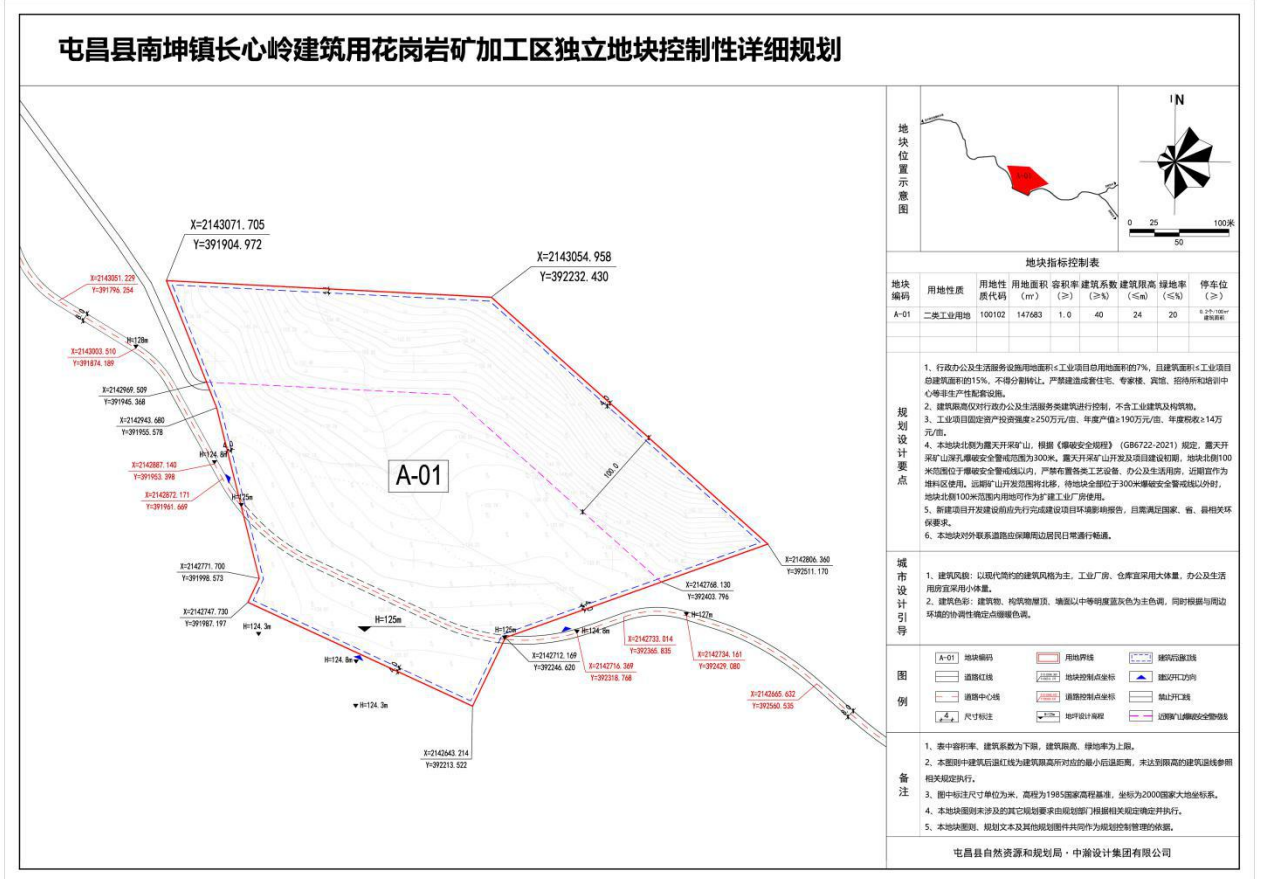 屯昌县南坤镇长心岭建筑用花岗岩矿加工区独立地块控制性详细规划
X=2143071.705
Y=391904.972
X=2143054.958
Y=392232.430
X=2143051.229
Y=391796.254
H=128m
X=2143003.510
Y=391874.189
X=2142969.509
Y=391945.368
X=2142943.680
Y=391955.578
H=124.8m
X=2142887.140
Y=391953.398
X=2142872.171
Y=391961.669
H=125m
A-01
100.0
X=2142806.360
Y=392511.170
X=2142771.700
Y=391998.573
X=2142768.130
Y=392403.796
X=2142747.730
Y=391987.197
H=124.3m
H=125m
H=125m
H=124.8m
H=127m
X=2142733.014
Y=392365.835
X=2142734.161
Y=392429.080
X=2142712.169
Y=392246.620
X=2142716.369
Y=392318.768
H=124.8m
X=2142665.632
Y=392560.535
H=124.3m
X=2142643.214
Y=392213.522
地块位置示意图
A-01
N
0 25 100米
50
地块指标控制表
地块编码 用地性质 用地性质代码 用地面积(㎡) 容积率(≥) 建筑系数(≥%) 建筑限高(≤m) 绿地率(≤%) 停车位(≥)
A-01 二类工业用地 100102 147683 1.0 40 24 20 0.2个/100㎡建筑面积
规划设计要点
1、行政办公及生活服务设施用地面积≤工业项目总用地面积的7%，且建筑面积≤工业项目
总建筑面积的15%，不得分割转让。严禁建造成套住宅、专家楼、宾馆、招待所和培训中
心等非生产性配套设施。
2、建筑限高仅对行政办公及生活服务类建筑进行控制，不含工业建筑及构筑物。
3、工业项目固定资产投资强度≥250万元/亩、年度产值≥190万元/亩、年度税收≥14万
元/亩。
4、本地块北侧为露天开采矿山，根据《爆破安全规程》（GB6722-2021）规定，露天开
采矿山深孔爆破安全警戒范围为300米。露天开采矿山开发及项目建设初期，地块北侧100
米范围位于爆破安全警戒线以内，严禁布置各类工艺设备、办公及生活用房，近期宜作为
堆料区使用。远期矿山开发范围将北移，待地块全部位于300米爆破安全警戒线以外时，
地块北侧100米范围内用地可作为扩建工业厂房使用。
5、新建项目开发建设前应先行完成建设项目环境影响报告，且需满足国家、省、县相关环
保要求。
6、本地块对外联系道路应保障周边居民日常通行畅通。
城市设计引导
1、建筑风貌：以现代简约的建筑风格为主，工业厂房、仓库宜采用大体量，办公及生活
用房宜采用小体量。
2、建筑色彩：建筑物、构筑物屋顶、墙面以中等明度蓝灰色为主色调，同时根据与周边
环境的协调性确定点缀暖色调。
图例
A-01 地块编码 用地界线 建筑后退红线
道路红线 地块控制点坐标 建议开口方向
道路中心线 道路控制点坐标 禁止开口线
4 尺寸标注 地坪设计高程 近期矿山爆破安全警戒线
备注
1、表中容积率、建筑系数为下限，建筑限高、绿地率为上限。
2、本图则中建筑后退红线为建筑限高所对应的最小后退距离，未达到限高的建筑退线参照
相关规定执行。
3、图中标注尺寸单位为米，高程为1985国家高程基准，坐标为2000国家大地坐标系。
4、本地块图则未涉及的其它规划要求由规划部门根据相关规定确定并执行。
5、本地块图则、规划文本及其他规划图件共同作为规划控制管理的依据。
屯昌县自然资源和规划局·中瀚设计集团有限公司